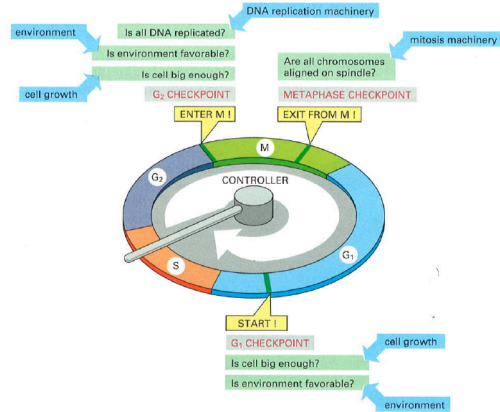 DNA replication machinery
environment
Is all DNA replicated?
mitosis machinery
Is environment favorable?
Are all chromosomes
aligned on spindle?
Is cell big enough?
cell growth
G₂ CHECKPOINT
METAPHASE CHECKPOINT
ENTER M !
EXIT FROM M !
M
G₂
CONTROLLER
G₁
S
START !
G₁ CHECKPOINT
cell growth
Is cell big enough?
Is environment favorable?
environment